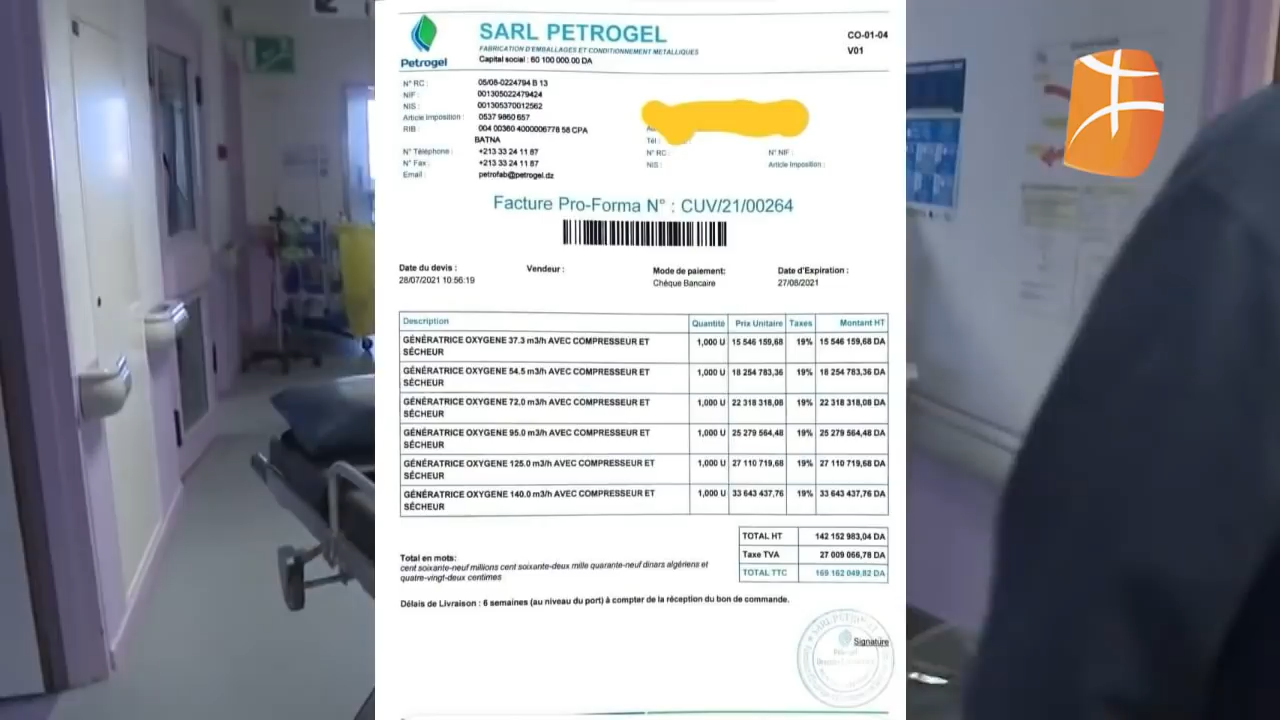 SARL PETROGEL
FABRICATION D'EMBALLAGES ET CONDITIONNEMENT METALLIQUES
Capital social : 60 100 000.00 DA
Petrogel
CO-01-04
V01
N° RC : 05/08-0224794 B 13
NIF : 001305022479424
NIS : 001305370012562
Article Imposition : 0537 9860 657
RIB : 004 00360 4000006778 58 CPA
BATNA
N° Téléphone : +213 33 24 11 87
N° Fax : +213 33 24 11 87
Email : petrofab@petrogel.dz
Tél :
N° RC : N° NIF :
NIS : Article Imposition :
Facture Pro-Forma N° : CUV/21/00264
Date du devis : Vendeur : Mode de paiement: Date d'Expiration :
28/07/2021 10:56:19 Chèque Bancaire 27/08/2021
Description Quantité Prix Unitaire Taxes Montant HT
GÉNÉRATRICE OXYGENE 37.3 m3/h AVEC COMPRESSEUR ET 1,000 U 15 546 159,68 19% 15 546 159,68 DA
SÉCHEUR
GÉNÉRATRICE OXYGENE 54.5 m3/h AVEC COMPRESSEUR ET 1,000 U 18 254 783,36 19% 18 254 783,36 DA
SÉCHEUR
GÉNÉRATRICE OXYGENE 72.0 m3/h AVEC COMPRESSEUR ET 1,000 U 22 318 318,08 19% 22 318 318,08 DA
SÉCHEUR
GÉNÉRATRICE OXYGENE 95.0 m3/h AVEC COMPRESSEUR ET 1,000 U 25 279 564,48 19% 25 279 564,48 DA
SÉCHEUR
GÉNÉRATRICE OXYGENE 125.0 m3/h AVEC COMPRESSEUR ET 1,000 U 27 110 719,68 19% 27 110 719,68 DA
SÉCHEUR
GÉNÉRATRICE OXYGENE 140.0 m3/h AVEC COMPRESSEUR ET 1,000 U 33 643 437,76 19% 33 643 437,76 DA
SÉCHEUR
TOTAL HT 142 152 983,04 DA
Taxe TVA 27 009 066,78 DA
TOTAL TTC 169 162 049,82 DA
Total en mots:
cent soixante-neuf millions cent soixante-deux mille quarante-neuf dinars algériens et
quatre-vingt-deux centimes
Délais de Livraison : 6 semaines (au niveau du port) à compter de la réception du bon de commande.
Signature